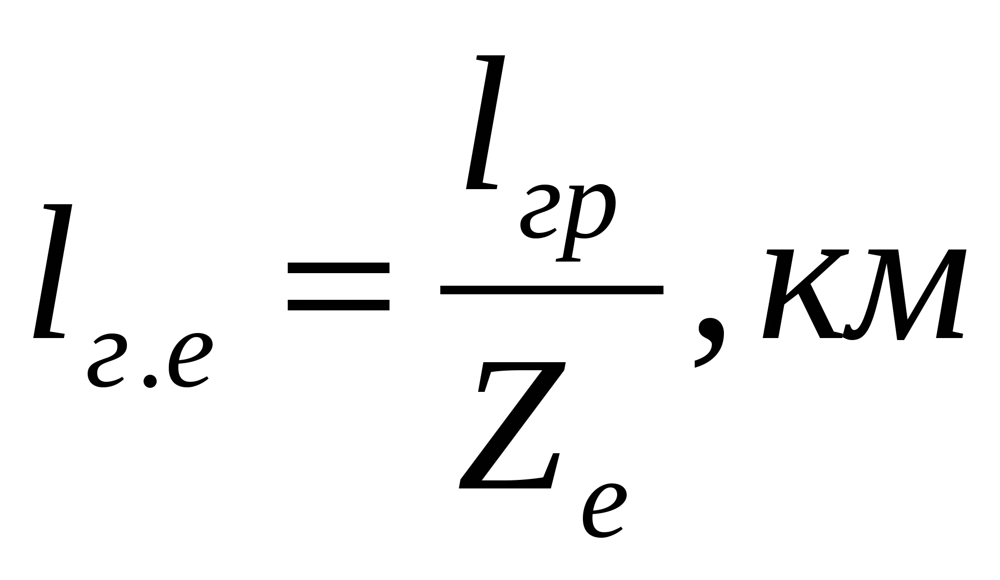 l г.е = l гр / Z е , км